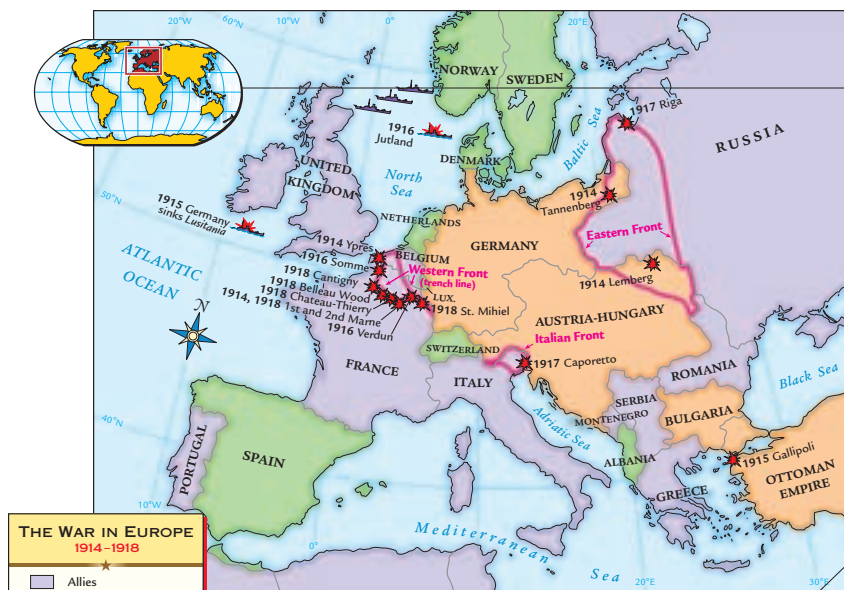 20°W
10°W
0°
20°E
NORWAY
SWEDEN
1917 Riga
RUSSIA
Baltic Sea
1916
Jutland
DENMARK
North
Sea
UNITED
KINGDOM
1914
Tannenberg
50°N
1915 Germany
sinks Lusitania
NETHERLANDS
Eastern Front
1914 Ypres
BELGIUM
GERMANY
1916 Somme
ATLANTIC
OCEAN
Western Front
(trench line)
1918 Cantigny
1918 Belleau Wood
1918 Chateau-Thierry
1914, 1918 1st and 2nd Marne
1916 Verdun
LUX.
1918 St. Mihiel
1914 Lemberg
N
AUSTRIA-HUNGARY
Italian Front
SWITZERLAND
FRANCE
1917 Caporetto
ITALY
ROMANIA
Black Sea
SERBIA
MONTENEGRO
BULGARIA
Adriatic Sea
40°N
PORTUGAL
SPAIN
ALBANIA
1915 Gallipoli
OTTOMAN
EMPIRE
GREECE
10°W
THE WAR IN EUROPE
1914–1918
Allies
0°
Mediterranean
Sea
20°E
30°E